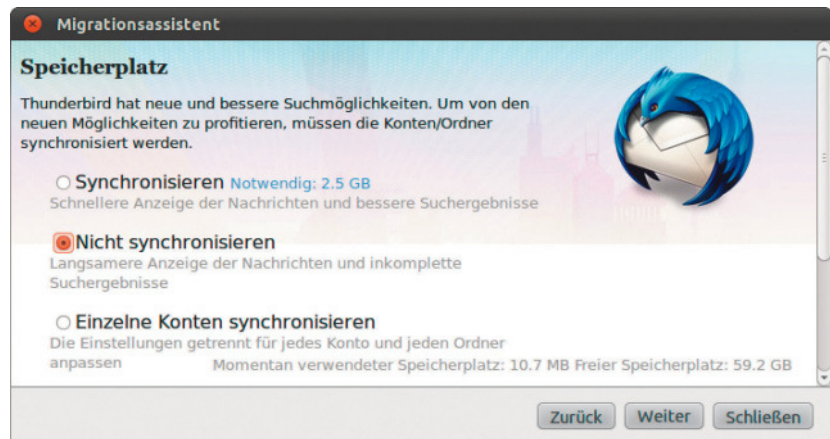 Migrationsassistent
Speicherplatz
Thunderbird hat neue und bessere Suchmöglichkeiten. Um von den
neuen Möglichkeiten zu profitieren, müssen die Konten/Ordner
synchronisiert werden.
Synchronisieren Notwendig: 2.5 GB
Schnellere Anzeige der Nachrichten und bessere Suchergebnisse
Nicht synchronisieren
Langsamere Anzeige der Nachrichten und inkomplette
Suchergebnisse
Einzelne Konten synchronisieren
Die Einstellungen getrennt für jedes Konto und jeden Ordner
anpassen
Momentan verwendeter Speicherplatz: 10.7 MB Freier Speicherplatz: 59.2 GB
Zurück Weiter Schließen